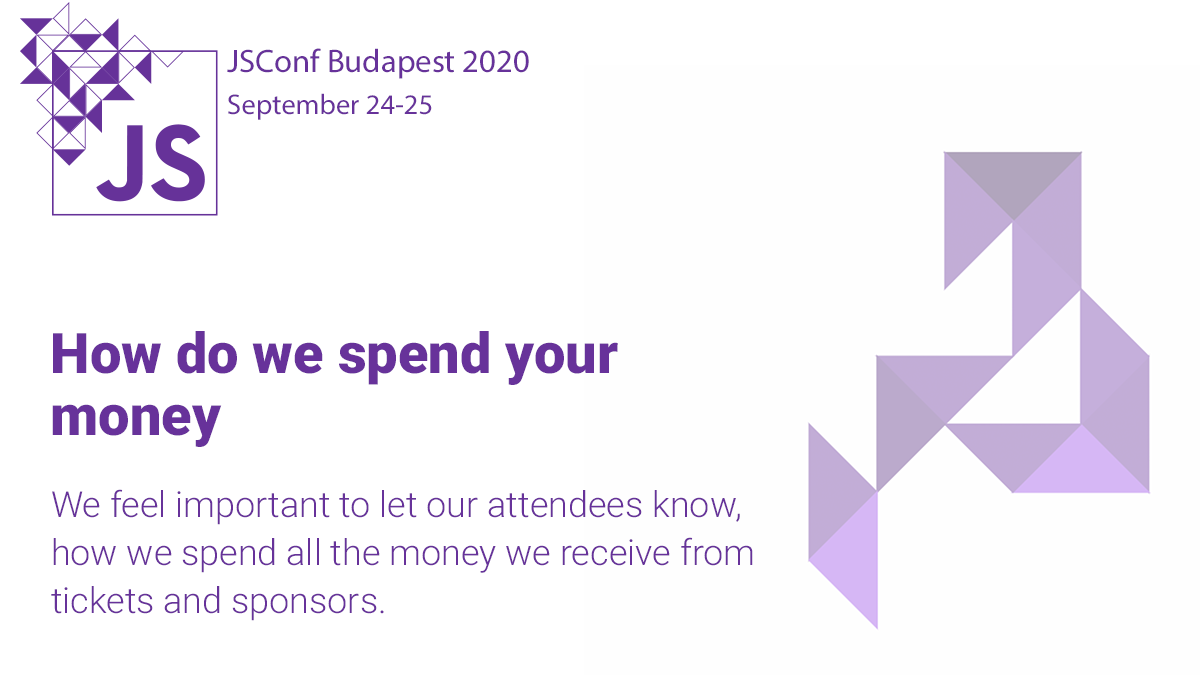 JSConf Budapest 2020
September 24-25
JS
How do we spend your
money
We feel important to let our attendees know,
how we spend all the money we receive from
tickets and sponsors.